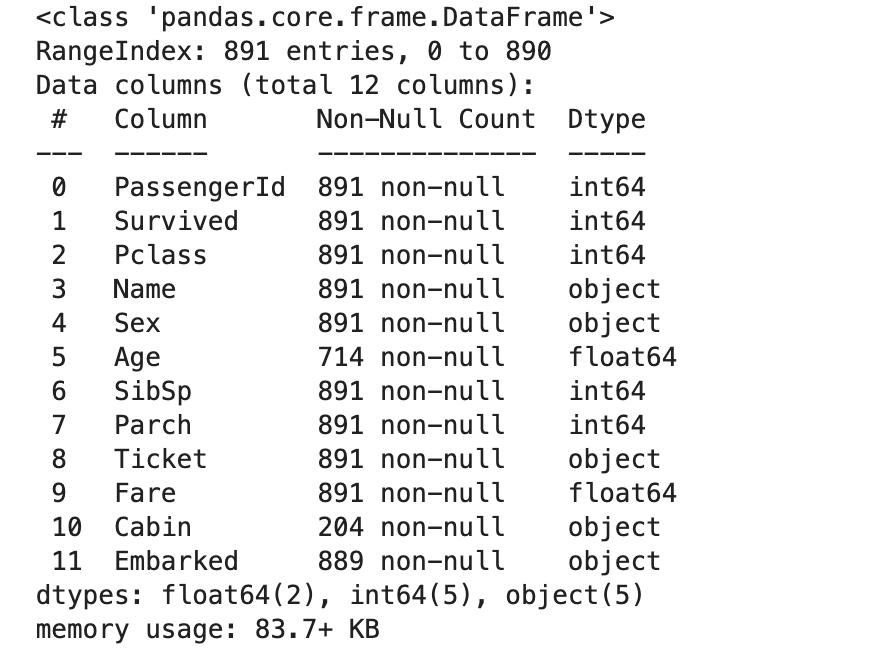 <class 'pandas.core.frame.DataFrame'>
RangeIndex: 891 entries, 0 to 890
Data columns (total 12 columns):
 #   Column       Non-Null Count  Dtype
---  ------       --------------  -----
 0   PassengerId  891 non-null    int64
 1   Survived     891 non-null    int64
 2   Pclass       891 non-null    int64
 3   Name         891 non-null    object
 4   Sex          891 non-null    object
 5   Age          714 non-null    float64
 6   SibSp        891 non-null    int64
 7   Parch        891 non-null    int64
 8   Ticket       891 non-null    object
 9   Fare         891 non-null    float64
 10  Cabin        204 non-null    object
 11  Embarked     889 non-null    object
dtypes: float64(2), int64(5), object(5)
memory usage: 83.7+ KB